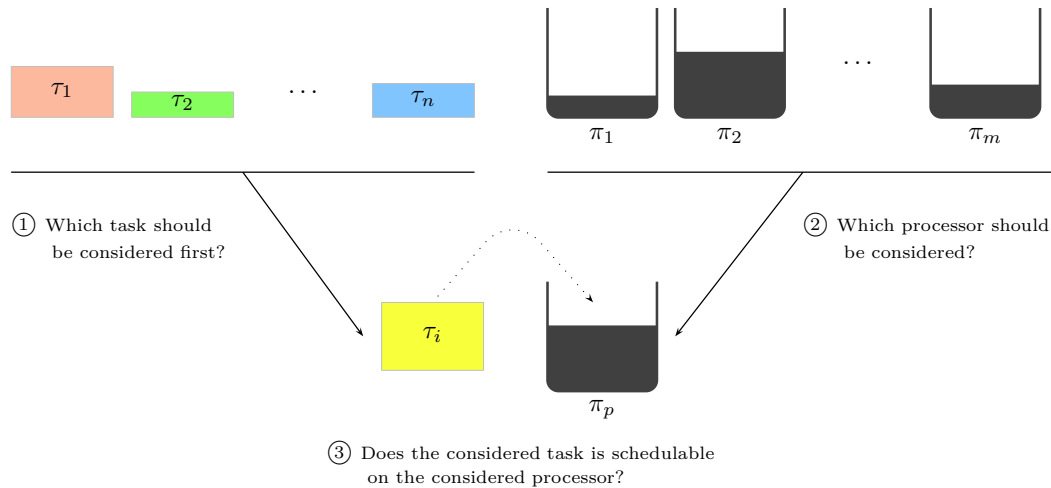 τ₁
τ₂
⋯
τₙ
π₁
π₂
⋯
πₘ
① Which task should
be considered first?
② Which processor should
be considered?
τᵢ
πₚ
③ Does the considered task is schedulable
on the considered processor?